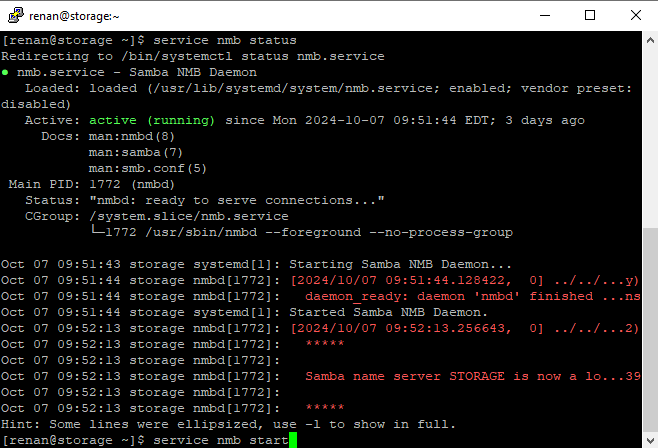 renan@storage:~
[renan@storage ~]$ service nmb status
Redirecting to /bin/systemctl status nmb.service
● nmb.service - Samba NMB Daemon
   Loaded: loaded (/usr/lib/systemd/system/nmb.service; enabled; vendor preset:
disabled)
   Active: active (running) since Mon 2024-10-07 09:51:44 EDT; 3 days ago
     Docs: man:nmbd(8)
           man:samba(7)
           man:smb.conf(5)
 Main PID: 1772 (nmbd)
   Status: "nmbd: ready to serve connections..."
   CGroup: /system.slice/nmb.service
           └─1772 /usr/sbin/nmbd --foreground --no-process-group
Oct 07 09:51:43 storage systemd[1]: Starting Samba NMB Daemon...
Oct 07 09:51:44 storage nmbd[1772]: [2024/10/07 09:51:44.128422,  0] ../../...y)
Oct 07 09:51:44 storage nmbd[1772]:   daemon_ready: daemon 'nmbd' finished ...ns
Oct 07 09:51:44 storage systemd[1]: Started Samba NMB Daemon.
Oct 07 09:52:13 storage nmbd[1772]: [2024/10/07 09:52:13.256643,  0] ../../...2)
Oct 07 09:52:13 storage nmbd[1772]:   *****
Oct 07 09:52:13 storage nmbd[1772]:
Oct 07 09:52:13 storage nmbd[1772]:   Samba name server STORAGE is now a lo...39
Oct 07 09:52:13 storage nmbd[1772]:
Oct 07 09:52:13 storage nmbd[1772]:   *****
Hint: Some lines were ellipsized, use -l to show in full.
[renan@storage ~]$ service nmb start